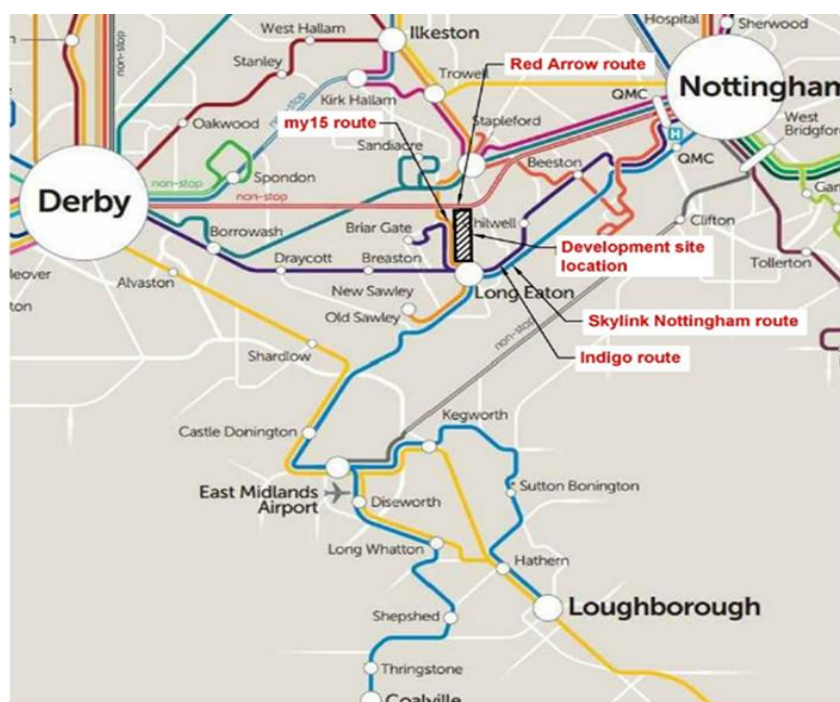 Hospital
Sherwood
West Hallam
Ilkeston
non-stop
Stanley
Trowell
Nottingham
Red Arrow route
QMC
Kirk Hallam
my15 route
Stapleford
West
Bridgford
Oakwood
Sandiacre
H
QMC
Beeston
non-stop
Spondon
non-stop
Derby
Briar Gate
hilwell
Clifton
Development site
location
Borrowash
Tollerton
Draycott
Breaston
Alvaston
New Sawley
Long Eaton
Old Sawley
Skylink Nottingham route
non-stop
Indigo route
Shardlow
Kegworth
Castle Donington
East Midlands
Airport
Diseworth
Sutton Bonington
Long Whatton
Hathern
Loughborough
Shepshed
Thringstone
Coalville